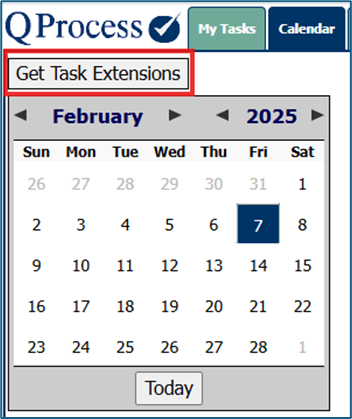 QProcess My Tasks Calendar
Get Task Extensions
February 2025
Sun Mon Tue Wed Thu Fri Sat
26 27 28 29 30 31 1
2 3 4 5 6 7 8
9 10 11 12 13 14 15
16 17 18 19 20 21 22
23 24 25 26 27 28 1
Today